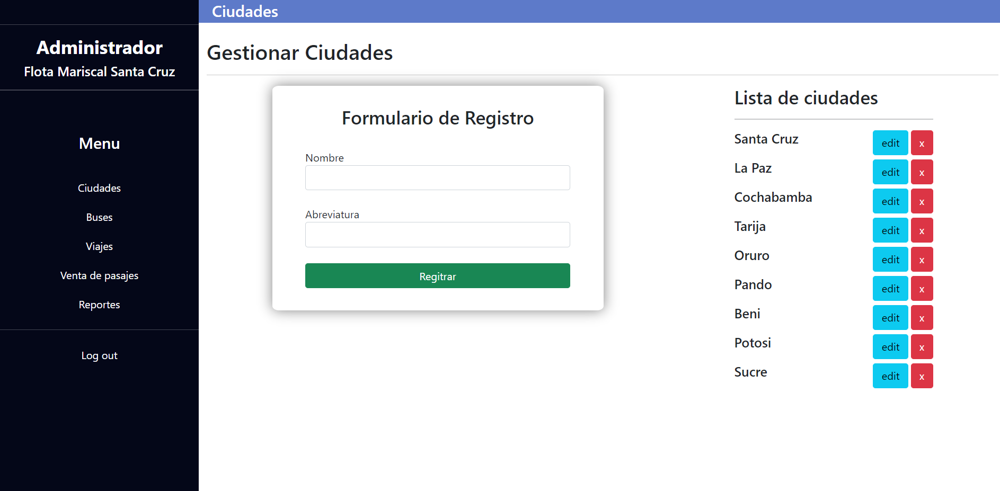 Ciudades
Administrador
Flota Mariscal Santa Cruz
Menu
Ciudades
Buses
Viajes
Venta de pasajes
Reportes
Log out
Gestionar Ciudades
Formulario de Registro
Nombre
Abreviatura
Regitrar
Lista de ciudades
Santa Cruz edit x
La Paz edit x
Cochabamba edit x
Tarija edit x
Oruro edit x
Pando edit x
Beni edit x
Potosi edit x
Sucre edit x